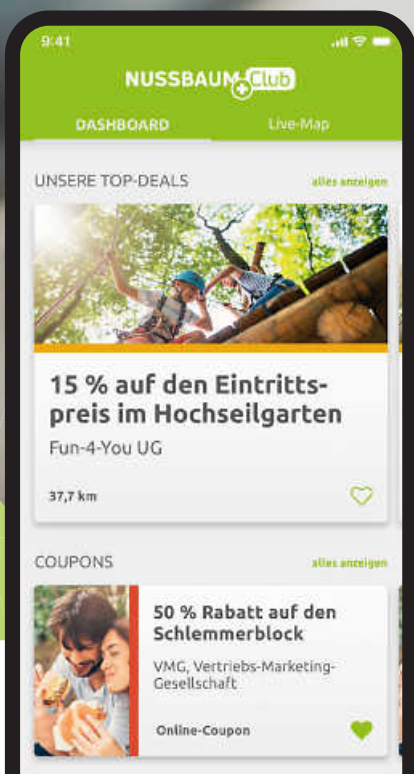 9:41
NUSSBAUM Club
DASHBOARD Live-Map
UNSERE TOP-DEALS alles anzeigen
15 % auf den Eintritts-
preis im Hochseilgarten
Fun-4-You UG
37,7 km
COUPONS alles anzeigen
50 % Rabatt auf den
Schlemmerblock
VMG, Vertriebs-Marketing-
Gesellschaft
Online-Coupon